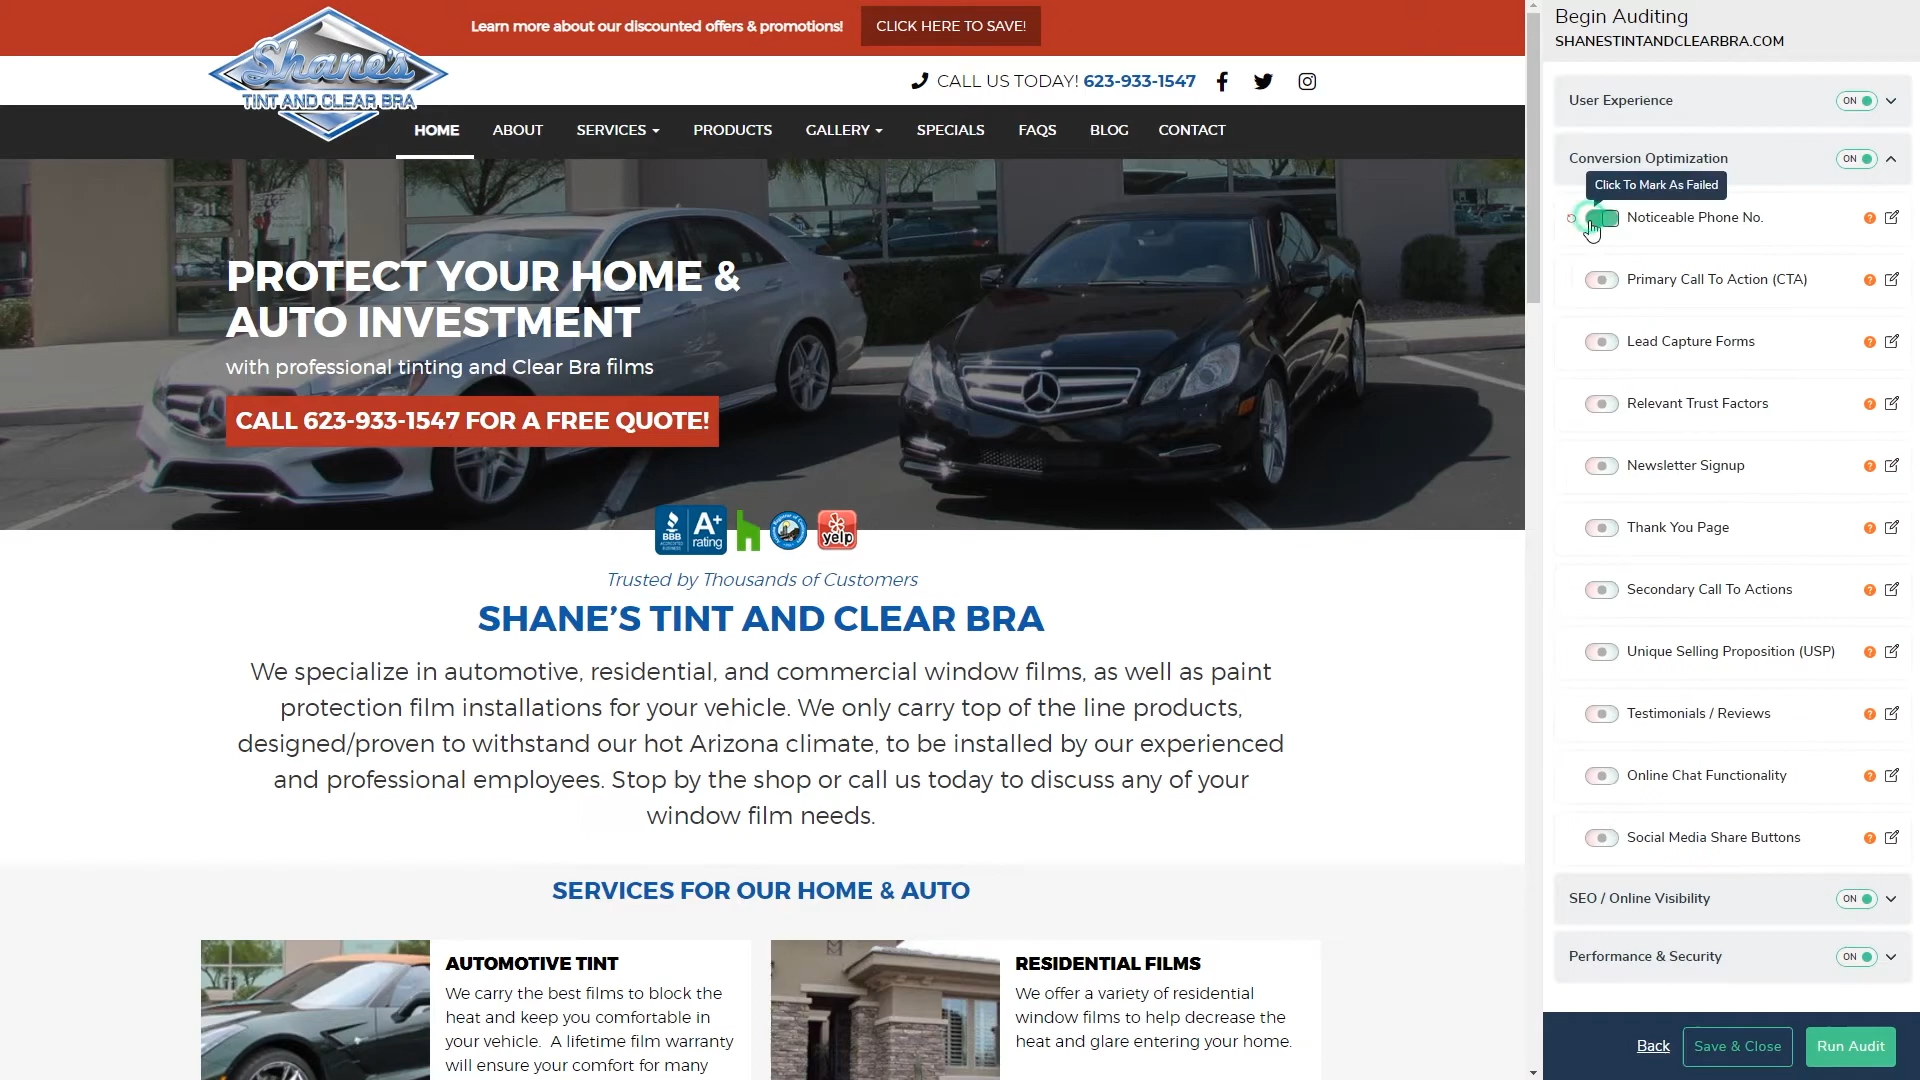 Learn more about our discounted offers & promotions!
CLICK HERE TO SAVE!
Shane's
TINT AND CLEAR BRA
CALL US TODAY! 623-933-1547
HOME
ABOUT
SERVICES
PRODUCTS
GALLERY
SPECIALS
FAQS
BLOG
CONTACT
211
PROTECT YOUR HOME &
AUTO INVESTMENT
with professional tinting and Clear Bra films
CALL 623-933-1547 FOR A FREE QUOTE!
BBB
ACCREDITED
BUSINESS
A+
rating
yelp
Trusted by Thousands of Customers
SHANE'S TINT AND CLEAR BRA
We specialize in automotive, residential, and commercial window films, as well as paint
protection film installations for your vehicle. We only carry top of the line products,
designed/proven to withstand our hot Arizona climate, to be installed by our experienced
and professional employees. Stop by the shop or call us today to discuss any of your
window film needs.
SERVICES FOR OUR HOME & AUTO
AUTOMOTIVE TINT
We carry the best films to block the
heat and keep you comfortable in
your vehicle. A lifetime film warranty
will ensure your comfort for many
RESIDENTIAL FILMS
We offer a variety of residential
window films to help decrease the
heat and glare entering your home.
Begin Auditing
SHANESTINTANDCLEARBRA.COM
User Experience
ON
Conversion Optimization
ON
Click To Mark As Failed
Noticeable Phone No.
?
Primary Call To Action (CTA)
?
Lead Capture Forms
?
Relevant Trust Factors
?
Newsletter Signup
?
Thank You Page
?
Secondary Call To Actions
?
Unique Selling Proposition (USP)
?
Testimonials / Reviews
?
Online Chat Functionality
?
Social Media Share Buttons
?
SEO / Online Visibility
ON
Performance & Security
ON
Back
Save & Close
Run Audit